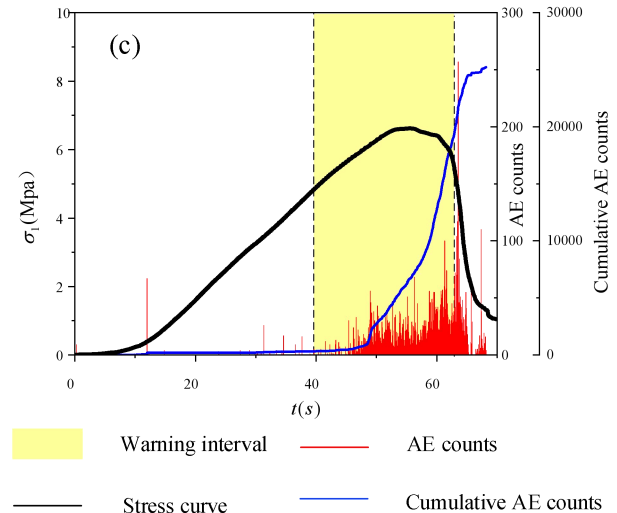 (c)
10
8
6
4
2
0
σ1(Mpa)
0
20
40
60
t(s)
300
200
100
0
AE counts
30000
20000
10000
0
Cumulative AE counts
Warning interval
AE counts
Stress curve
Cumulative AE counts